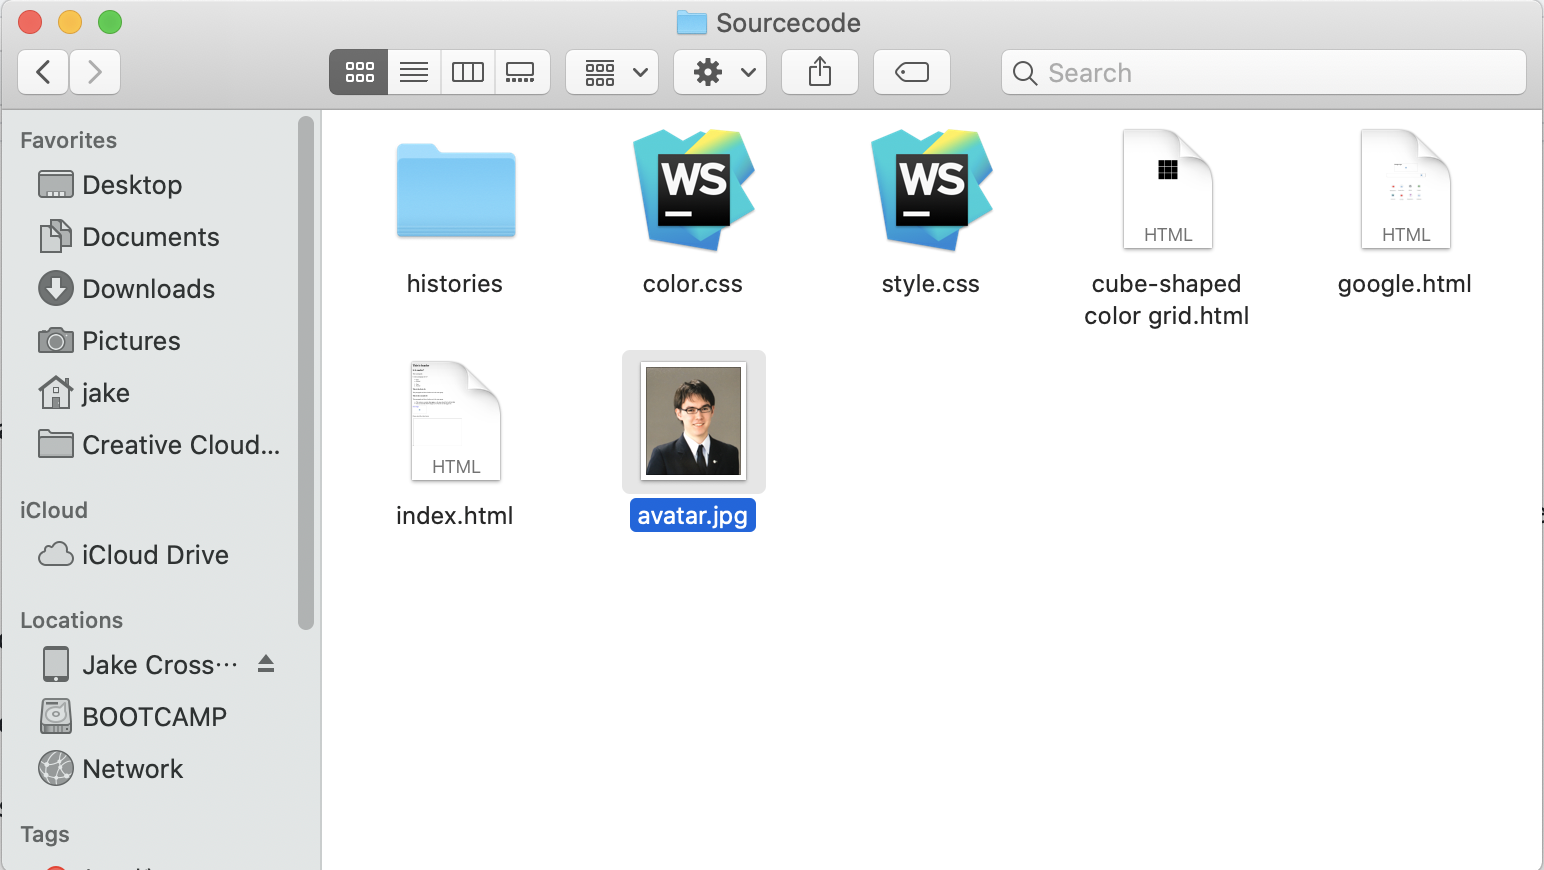 Sourcecode
Search
Favorites
Desktop
Documents
Downloads
Pictures
jake
Creative Cloud...
iCloud
iCloud Drive
Locations
Jake Cross···
BOOTCAMP
Network
Tags
WS
WS
HTML
HTML
histories
color.css
style.css
cube-shaped
color grid.html
google.html
HTML
index.html
avatar.jpg